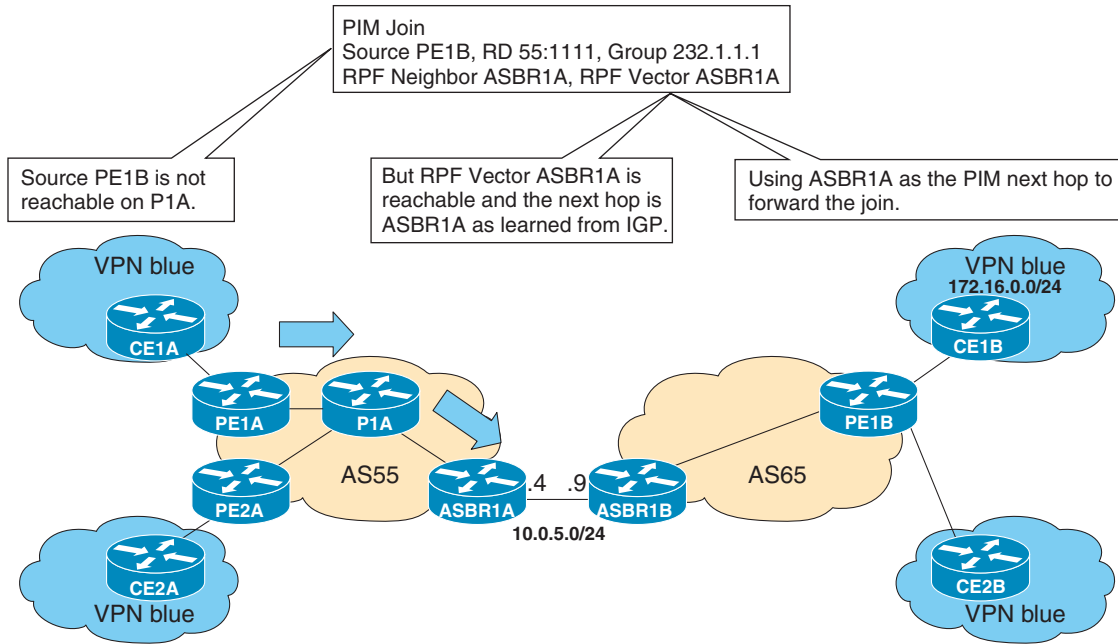 PIM Join
Source PE1B, RD 55:1111, Group 232.1.1.1
RPF Neighbor ASBR1A, RPF Vector ASBR1A
Source PE1B is not
reachable on P1A.
But RPF Vector ASBR1A is
reachable and the next hop is
ASBR1A as learned from IGP.
Using ASBR1A as the PIM next hop to
forward the join.
VPN blue
CE1A
VPN blue
172.16.0.0/24
CE1B
PE1A
P1A
PE1B
PE2A
AS55
ASBR1A
.4
.9
ASBR1B
AS65
10.0.5.0/24
CE2A
VPN blue
CE2B
VPN blue